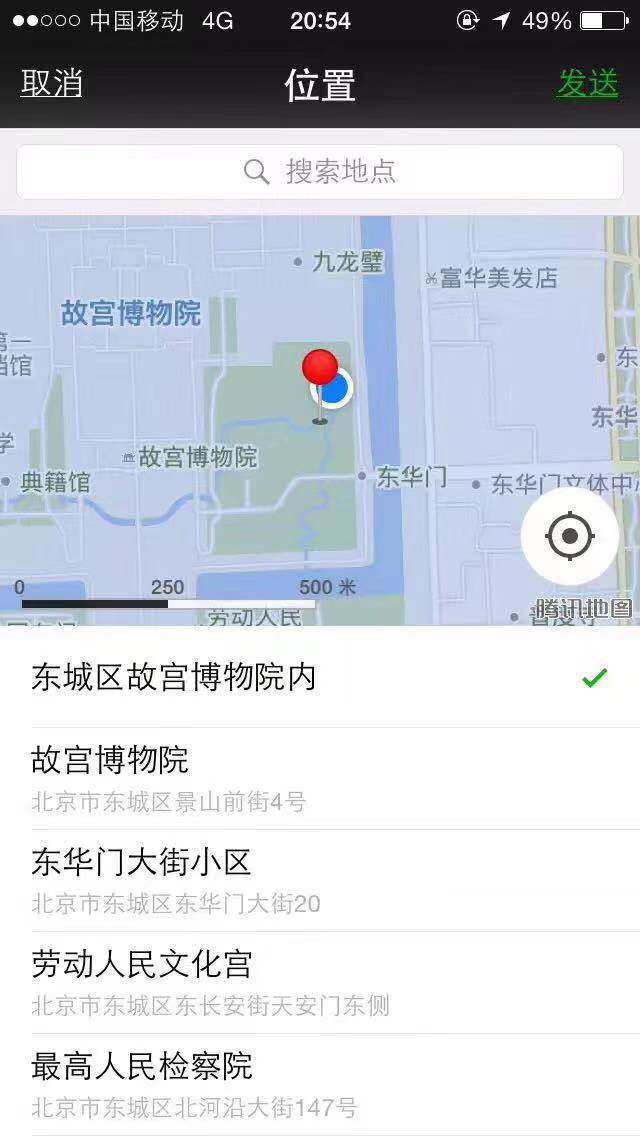 中国移动 4G 20:54 49%
取消 位置 发送
搜索地点
九龙璧
富华美发店
故宫博物院
第一
档馆
东
东华
学
故宫博物院
典籍馆
东华门
东华门文体中心
0 250 500 米
劳动人民
腾讯地图
东城区故宫博物院内
故宫博物院
北京市东城区景山前街4号
东华门大街小区
北京市东城区东华门大街20
劳动人民文化宫
北京市东城区东长安街天安门东侧
最高人民检察院
北京市东城区北河沿大街147号